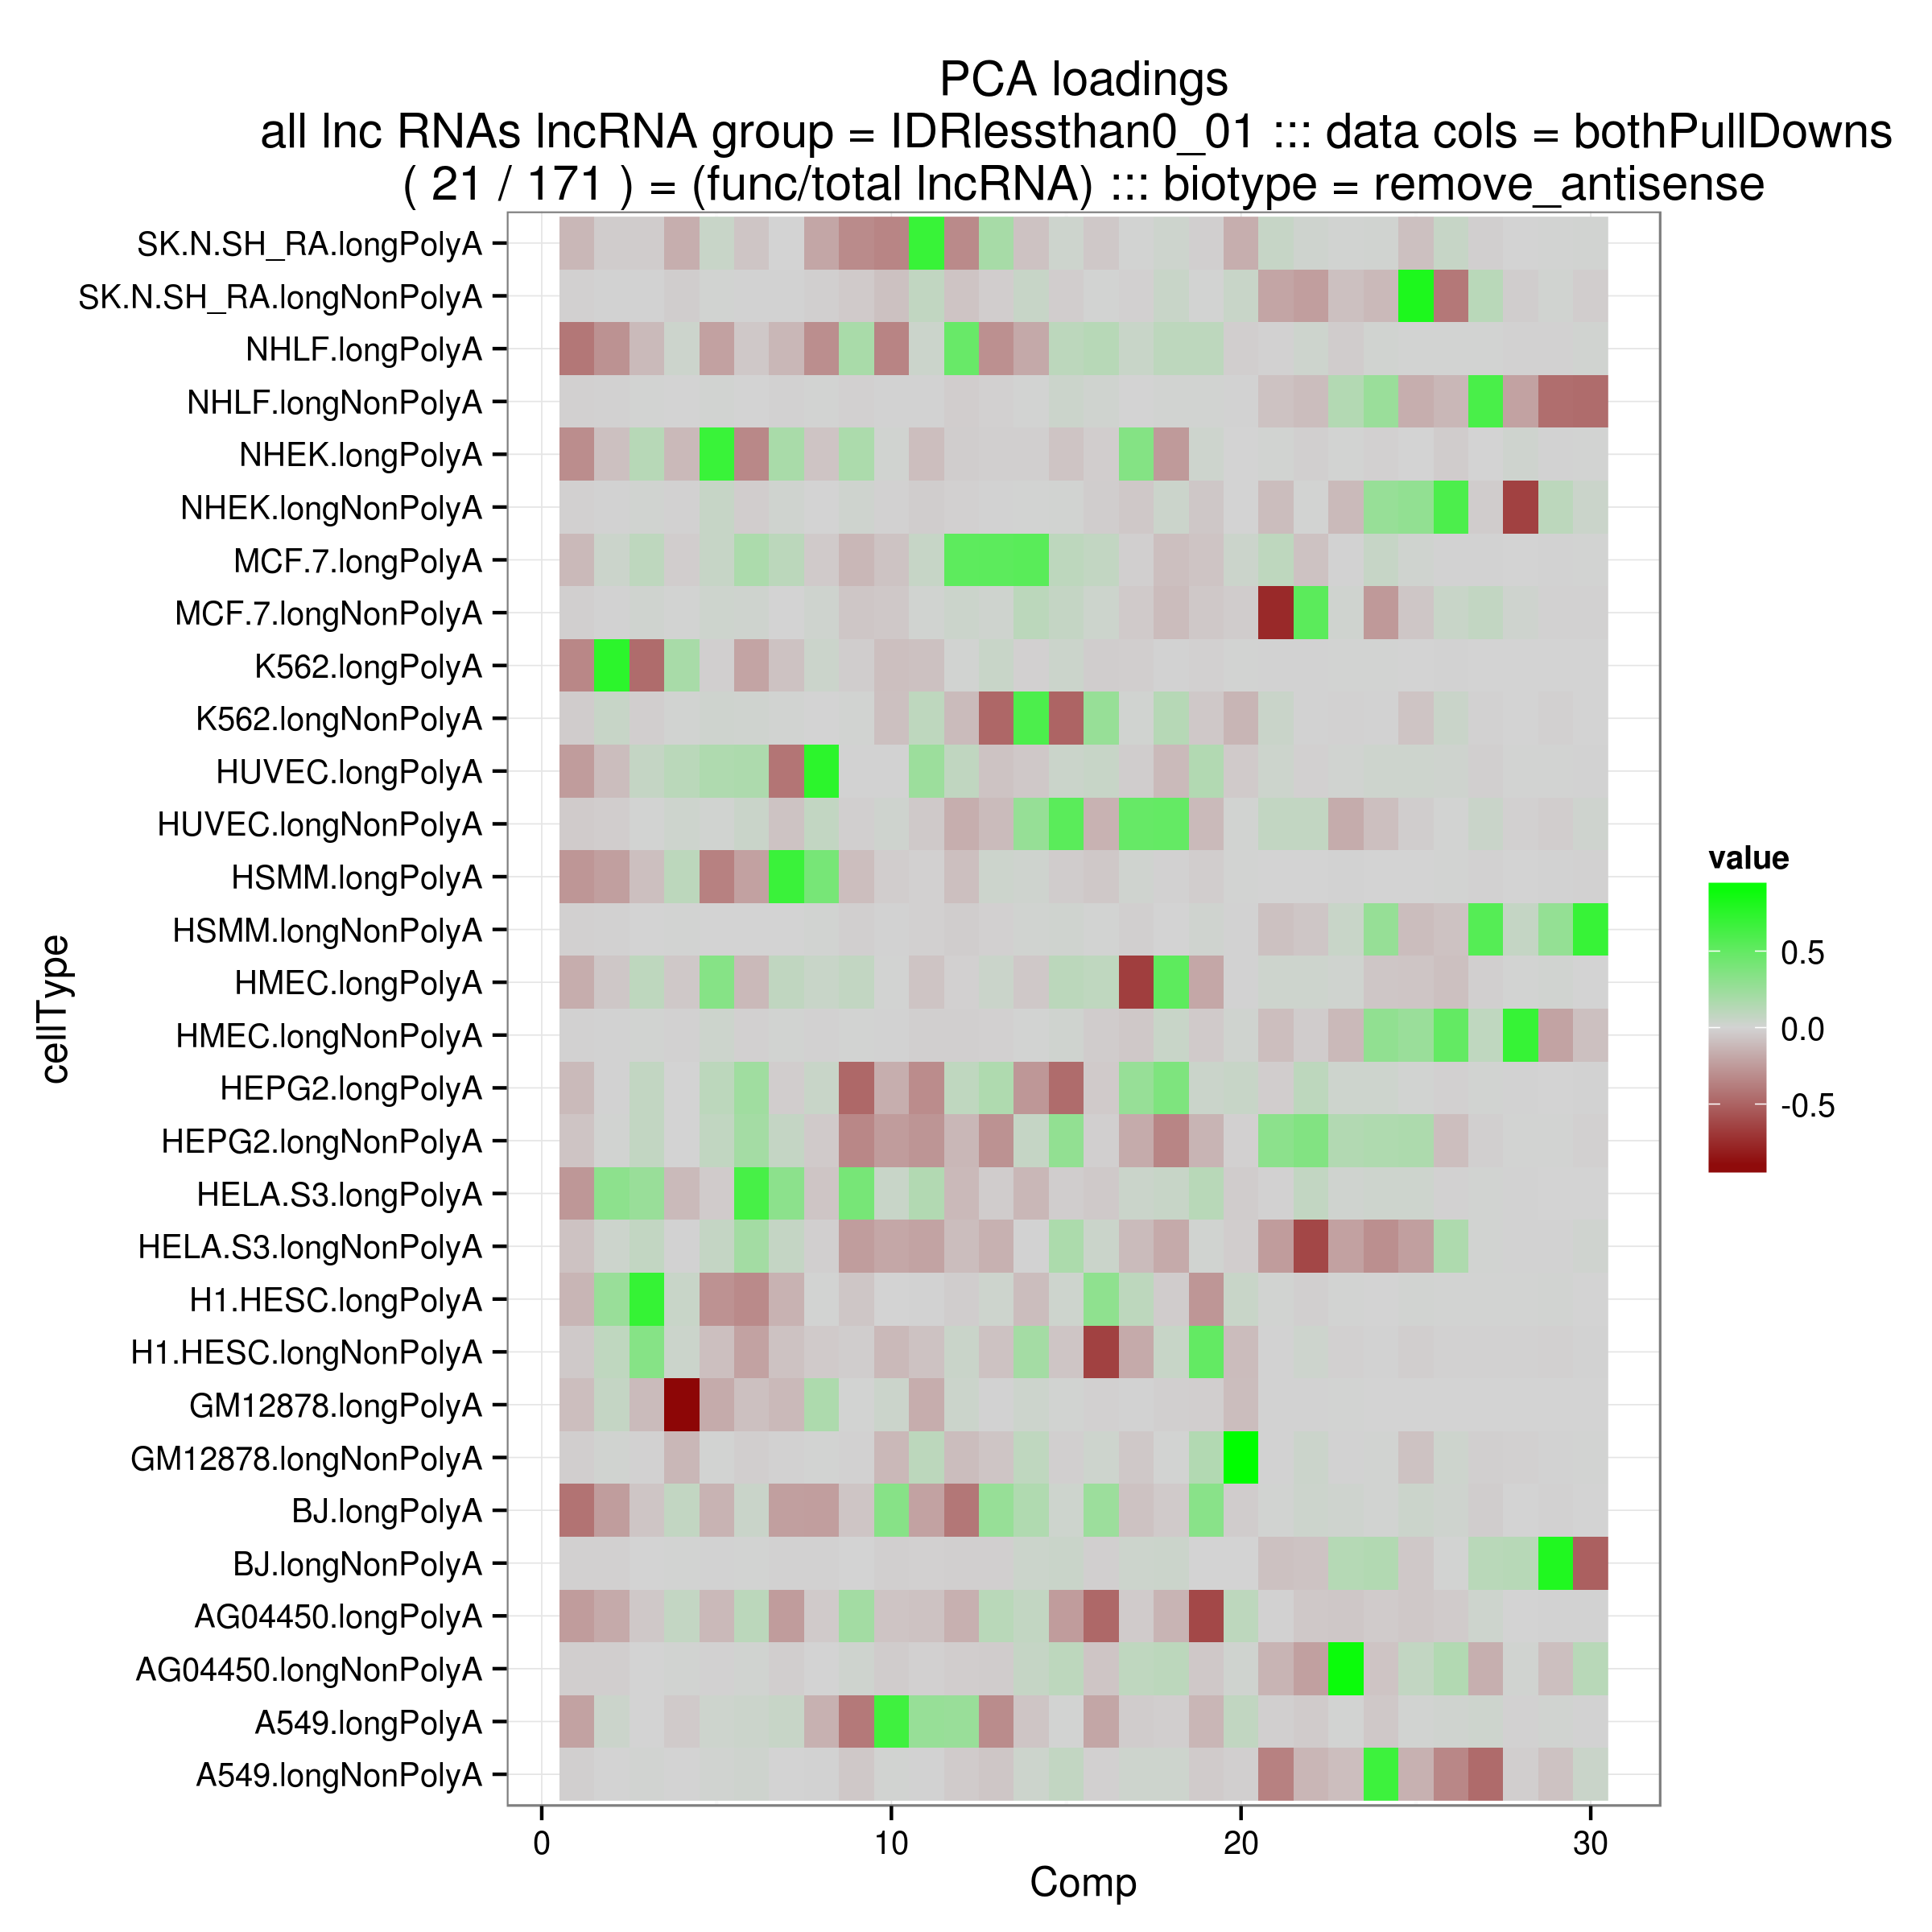 PCA loadings
all lnc RNAs lncRNA group = IDRlessthan0_01 ::: data cols = bothPullDowns
( 21 / 171 ) = (func/total lncRNA) ::: biotype = remove_antisense
SK.N.SH_RA.longPolyA
SK.N.SH_RA.longNonPolyA
NHLF.longPolyA
NHLF.longNonPolyA
NHEK.longPolyA
NHEK.longNonPolyA
MCF.7.longPolyA
MCF.7.longNonPolyA
K562.longPolyA
K562.longNonPolyA
HUVEC.longPolyA
HUVEC.longNonPolyA
HSMM.longPolyA
HSMM.longNonPolyA
HMEC.longPolyA
HMEC.longNonPolyA
HEPG2.longPolyA
HEPG2.longNonPolyA
HELA.S3.longPolyA
HELA.S3.longNonPolyA
H1.HESC.longPolyA
H1.HESC.longNonPolyA
GM12878.longPolyA
GM12878.longNonPolyA
BJ.longPolyA
BJ.longNonPolyA
AG04450.longPolyA
AG04450.longNonPolyA
A549.longPolyA
A549.longNonPolyA
cellType
0 10 20 30
Comp
value
0.5
0.0
-0.5